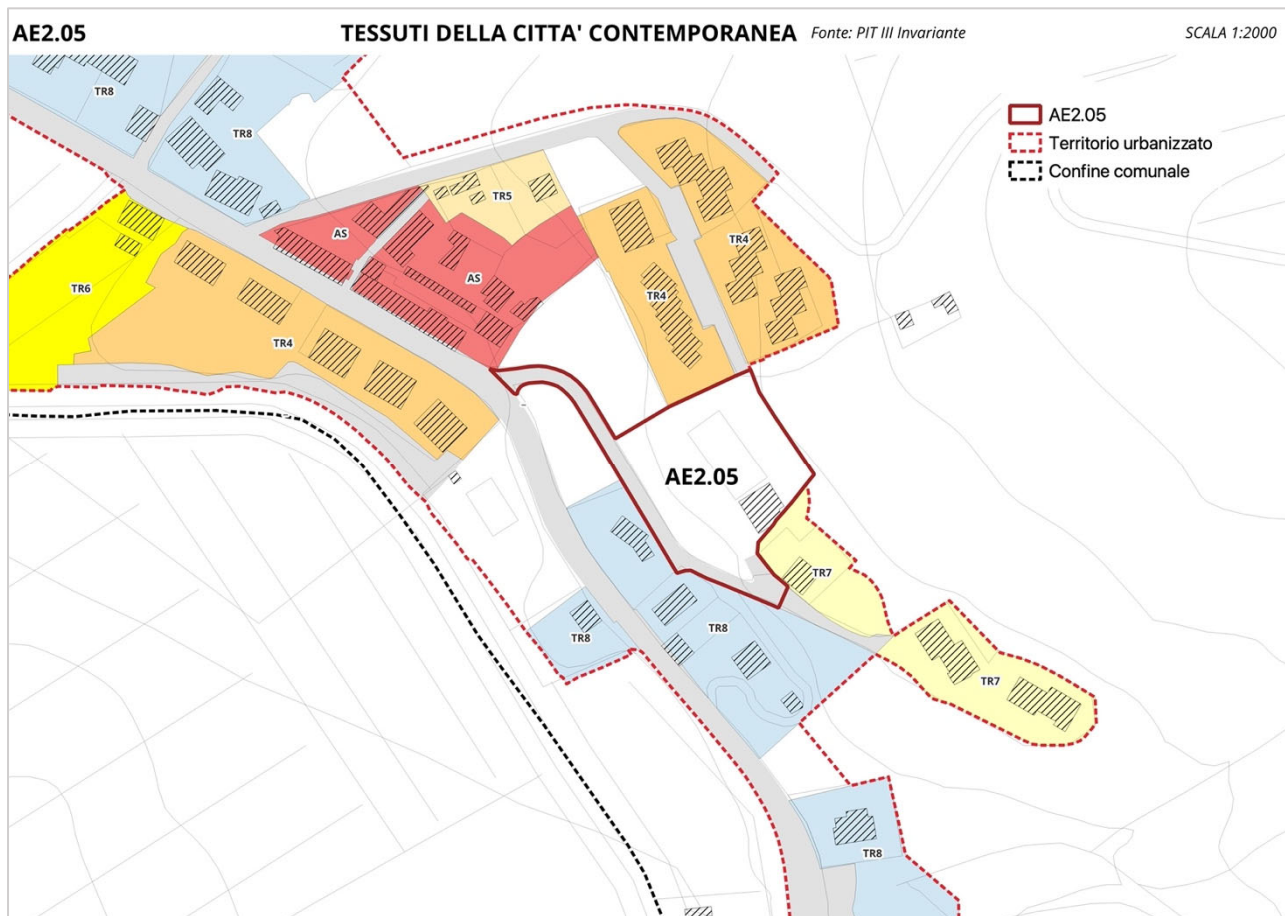 AE2.05
TESSUTI DELLA CITTA' CONTEMPORANEA
Fonte: PIT III Invariante
SCALA 1:2000
AE2.05
Territorio urbanizzato
Confine comunale
TR8
TR8
TR5
AS
AS
TR4
TR4
TR6
TR4
AE2.05
TR7
TR8
TR8
TR7
TR8